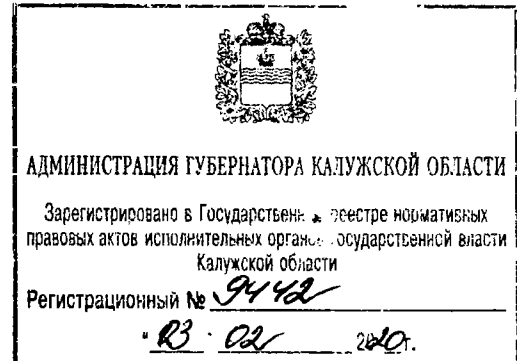 АДМИНИСТРАЦИЯ ГУБЕРНАТОРА КАЛУЖСКОЙ ОБЛАСТИ
Зарегистрировано в Государственн реестре нормативных
правовых актов исполнительных органов государственной власти
Калужской области
Регистрационный № 9442
" 03 . 02 2020г.